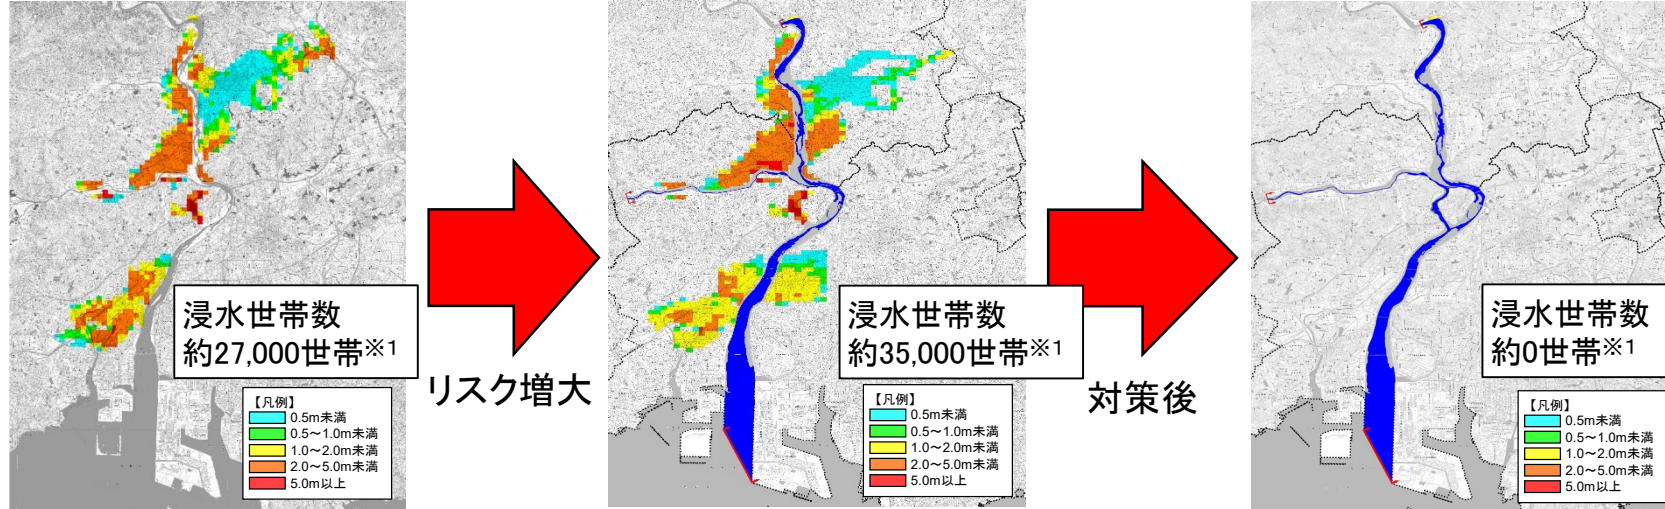 浸水世帯数
約27,000世帯※1
【凡例】
0.5m未満
0.5～1.0m未満
1.0～2.0m未満
2.0～5.0m未満
5.0m以上
リスク増大
浸水世帯数
約35,000世帯※1
【凡例】
0.5m未満
0.5～1.0m未満
1.0～2.0m未満
2.0～5.0m未満
5.0m以上
対策後
浸水世帯数
約0世帯※1
【凡例】
0.5m未満
0.5～1.0m未満
1.0～2.0m未満
2.0～5.0m未満
5.0m以上